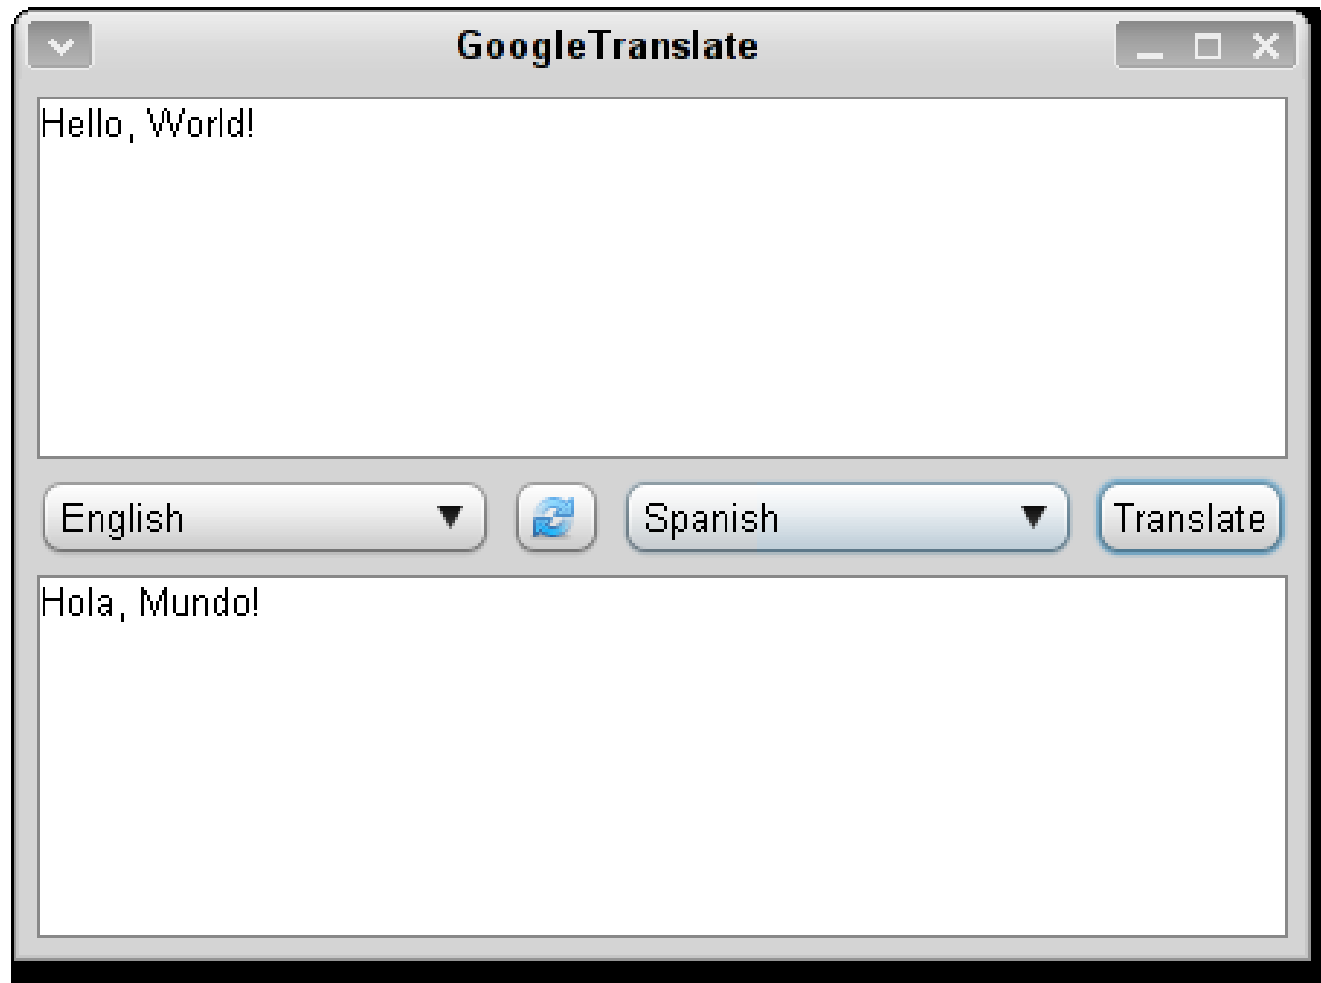 GoogleTranslate
Hello, World!
English
Spanish
Translate
Hola, Mundo!